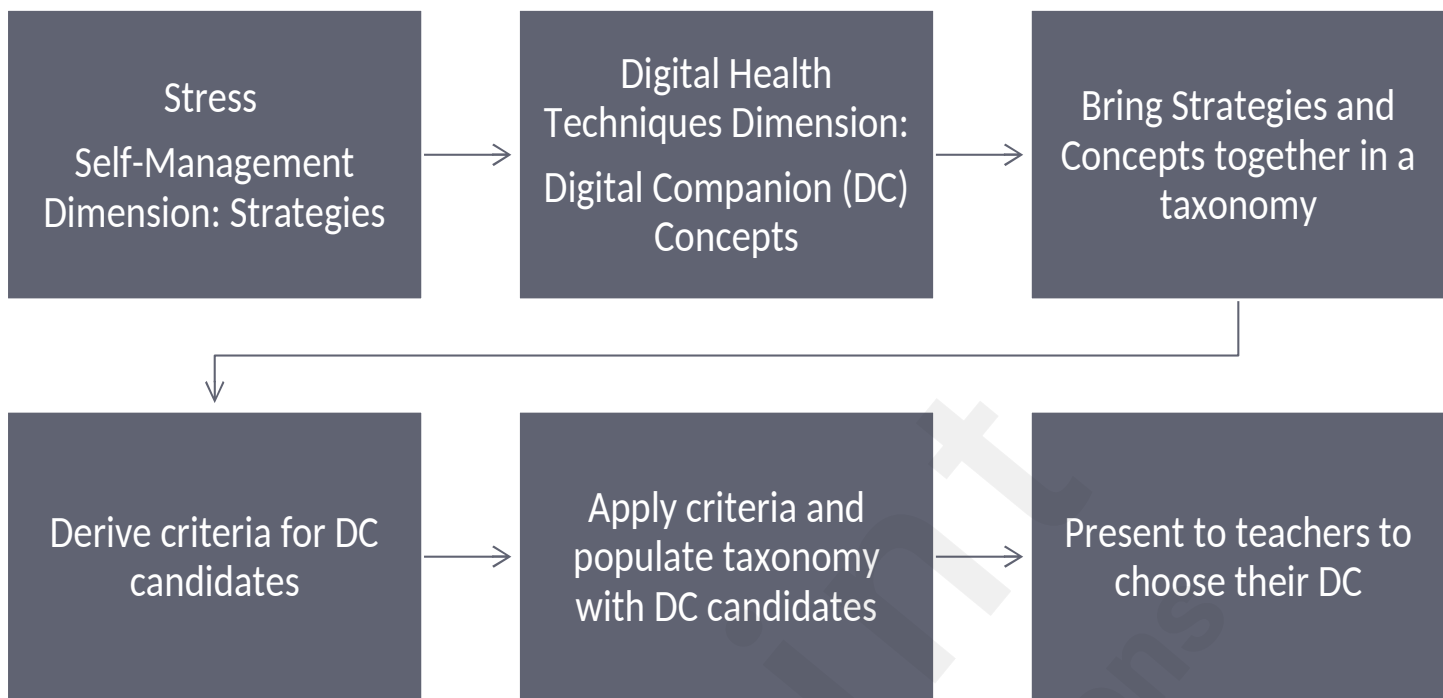 Stress
Self-Management
Dimension: Strategies
Digital Health
Techniques Dimension:
Digital Companion (DC)
Concepts
Bring Strategies and
Concepts together in a
taxonomy
Derive criteria for DC
candidates
Apply criteria and
populate taxonomy
with DC candidates
Present to teachers to
choose their DC